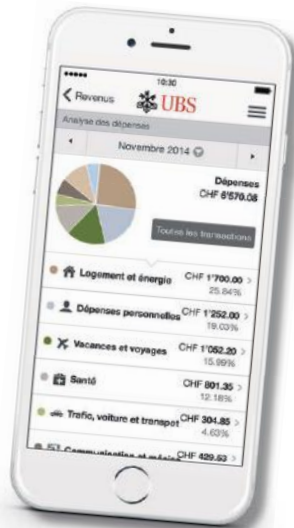 10:30
Revenus
UBS
Analyse des dépenses
Novembre 2014
Dépenses
CHF 6'570.08
Toutes les transactions
Logement et énergie CHF 1'700.00
25.84%
Dépenses personnelles CHF 1'252.00
19.03%
Vacances et voyages CHF 1'052.20
15.99%
Santé CHF 801.35
12.18%
Trafic, voiture et transpot CHF 304.85
4.63%
CHF 429.53